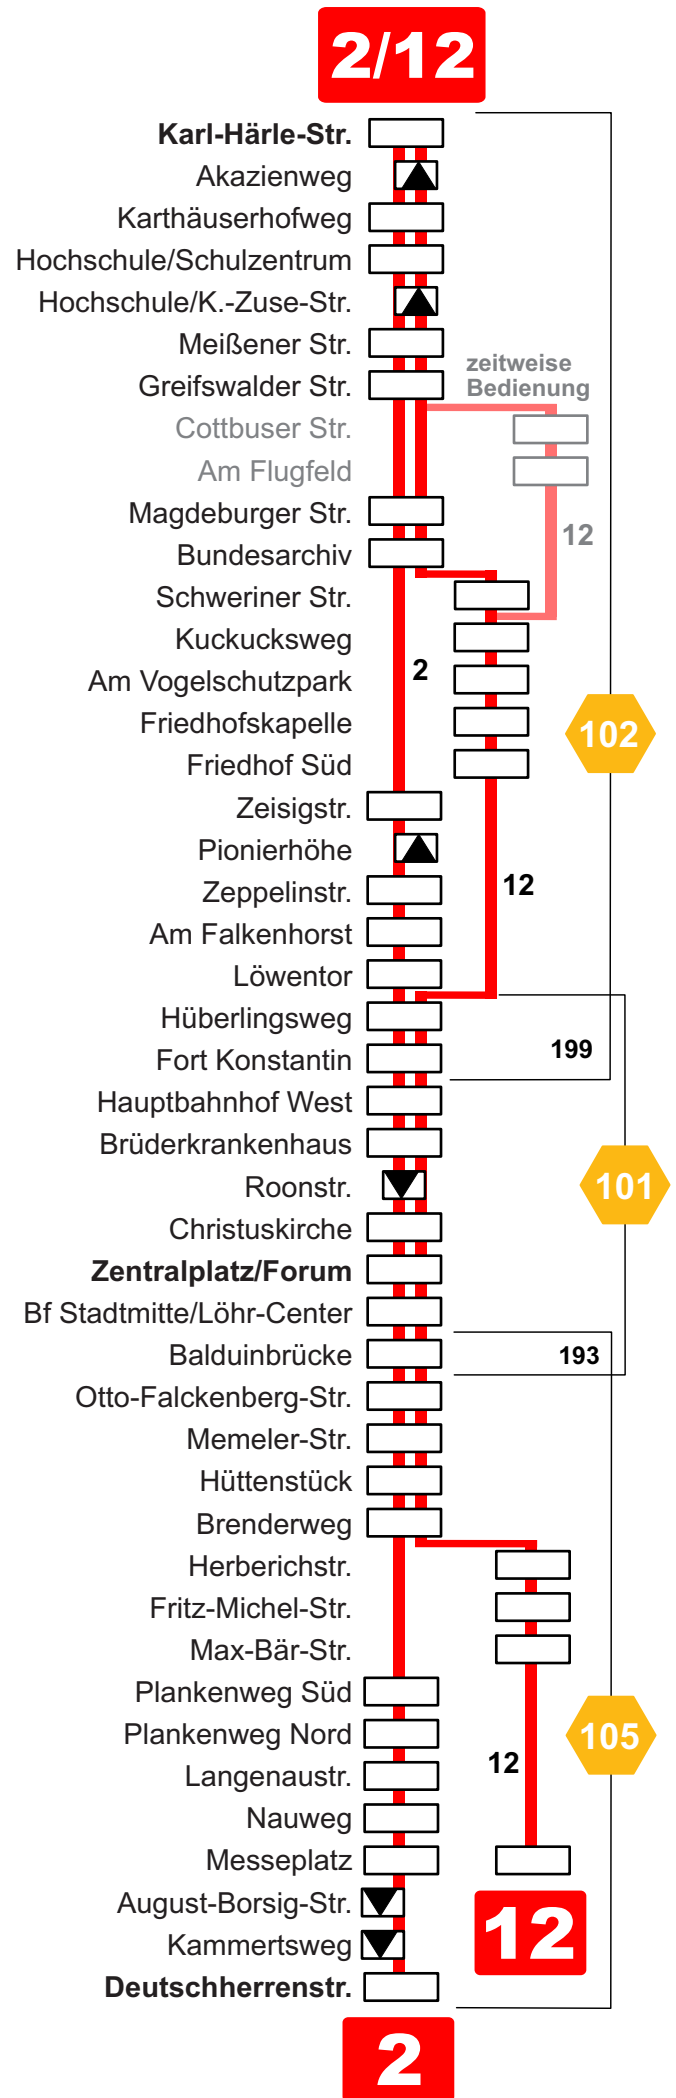 2/12
Karl-Härle-Str.
Akazienweg
Karthäuserhofweg
Hochschule/Schulzentrum
Hochschule/K.-Zuse-Str.
Meißener Str.
zeitweise
Bedienung
Greifswalder Str.
Cottbuser Str.
Am Flugfeld
Magdeburger Str.
12
Bundesarchiv
Schweriner Str.
Kuckucksweg
2
Am Vogelschutzpark
Friedhofskapelle
102
Friedhof Süd
Zeisigstr.
Pionierhöhe
Zeppelinstr.
12
Am Falkenhorst
Löwentor
Hüberlingsweg
Fort Konstantin
199
Hauptbahnhof West
Brüderkrankenhaus
Roonstr.
101
Christuskirche
Zentralplatz/Forum
Bf Stadtmitte/Löhr-Center
Balduinbrücke
193
Otto-Falckenberg-Str.
Memeler-Str.
Hüttenstück
Brenderweg
Herberichstr.
Fritz-Michel-Str.
Max-Bär-Str.
Plankenweg Süd
Plankenweg Nord
105
12
Langenaustr.
Nauweg
Messeplatz
August-Borsig-Str.
12
Kammertsweg
Deutschherrenstr.
2